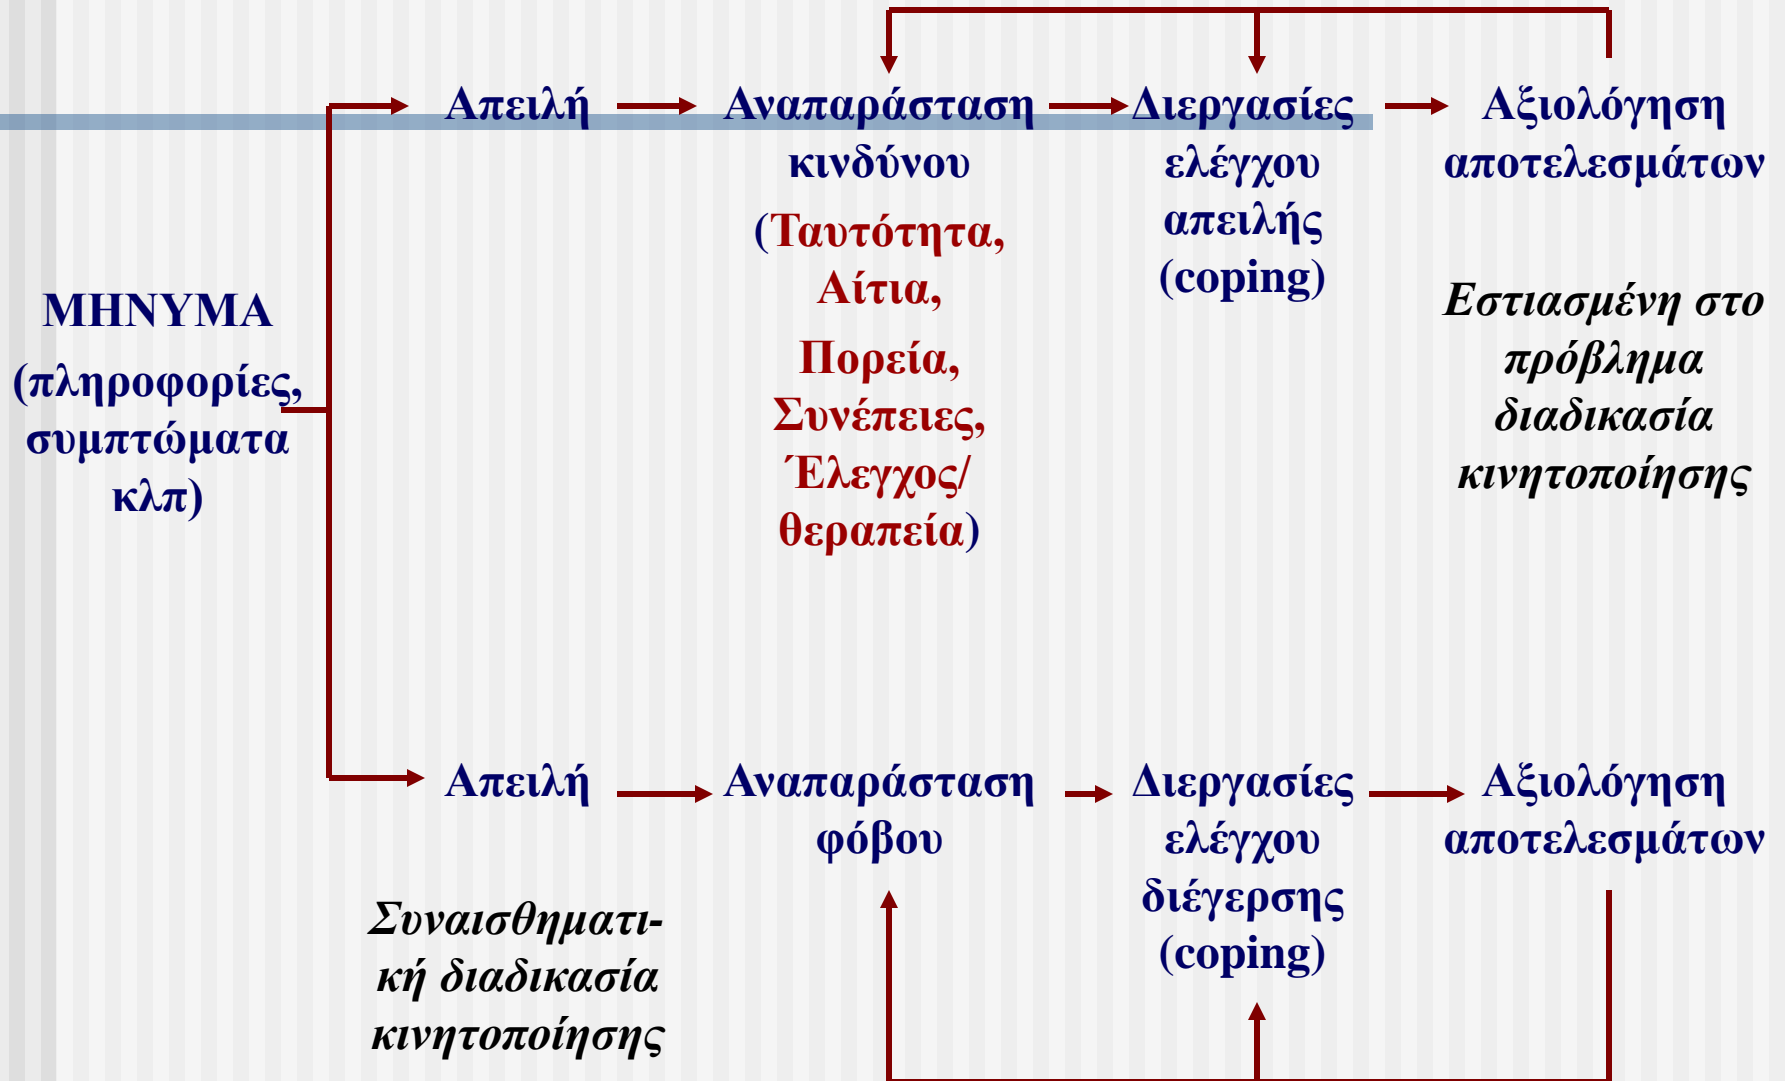 ΜΗΝΥΜΑ
(πληροφορίες,
συμπτώματα
κλπ)
Απειλή
Αναπαράσταση
κινδύνου
(Ταυτότητα,
Αίτια,
Πορεία,
Συνέπειες,
Έλεγχος/
θεραπεία)
Διεργασίες
ελέγχου
απειλής
(coping)
Αξιολόγηση
αποτελεσμάτων
Εστιασμένη στο
πρόβλημα
διαδικασία
κινητοποίησης
Απειλή
Συναισθηματι-
κή διαδικασία
κινητοποίησης
Αναπαράσταση
φόβου
Διεργασίες
ελέγχου
διέγερσης
(coping)
Αξιολόγηση
αποτελεσμάτων